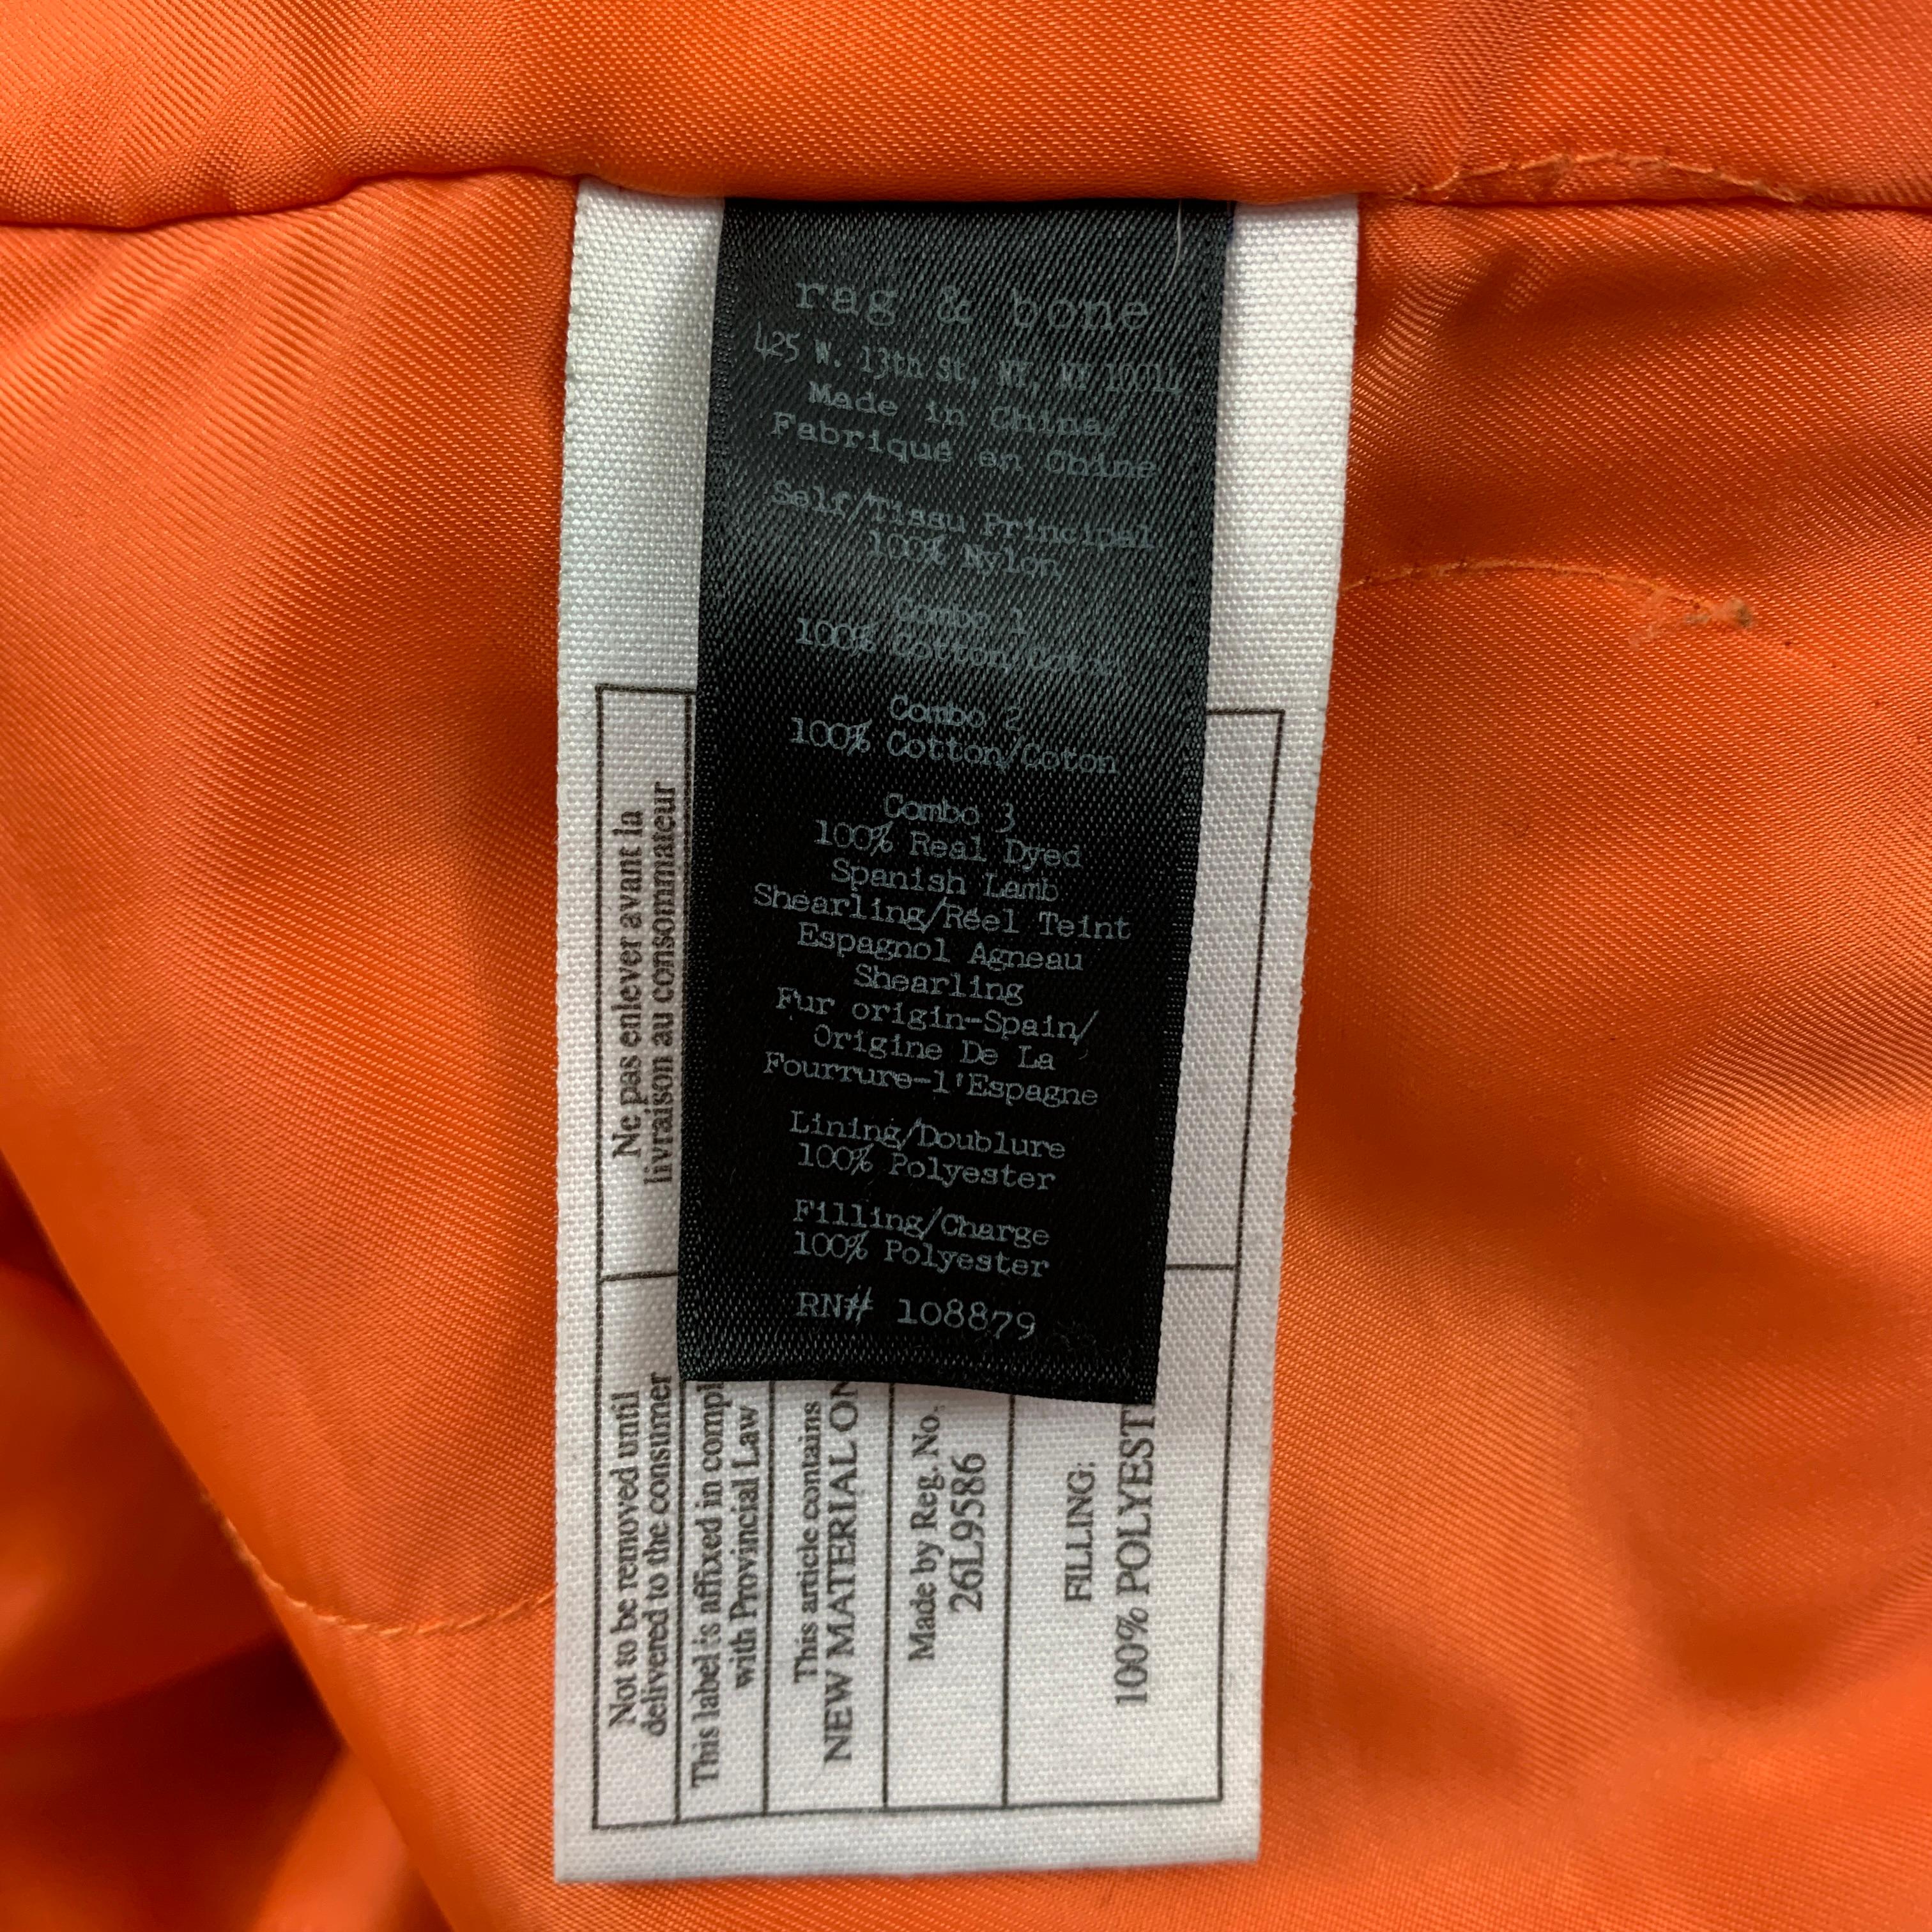 rag & bone
425 W. 13th St, NY, NY 10014
Made in China/
Fabriqué en Chine
Self/Tissu Principal
100% Nylon
Combo 1
100% Cotton/Coton
Combo 2
100% Cotton/Coton
Combo 3
100% Real Dyed
Spanish Lamb
Shearling/Réel Teint
Espagnol Agneau
Shearling
Fur origin-Spain/
Origine De La
Fourrure-l'Espagne
Lining/Doublure
100% Polyester
Filling/Charge
100% Polyester
RN# 108879
Ne pas enlever avant la
livraison au consommateur
Not to be removed until
delivered to the consumer
This label is affixed in compl
with Provincial Law
This article contains
NEW MATERIAL ON
Made by Reg. No.
26L9586
FILLING:
100% POLYEST